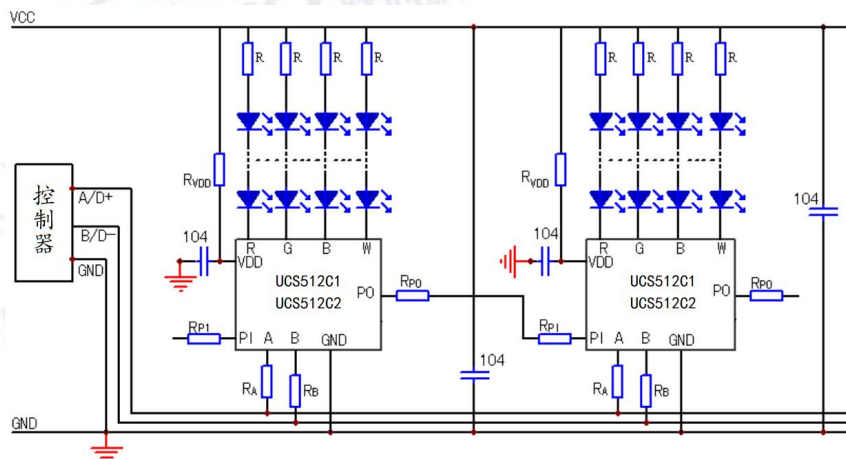 VCC
R R R R
R R R R
控制器
A/D+
B/D-
GND
RVDD
RVDD
104
104
104
104
R G B W
VDD
UCS512C1
UCS512C2
PO
RPO
RPI
PI A B GND
RA
RB
R G B W
VDD
UCS512C1
UCS512C2
PO
RPO
RPI
PI A B GND
RA
RB
GND